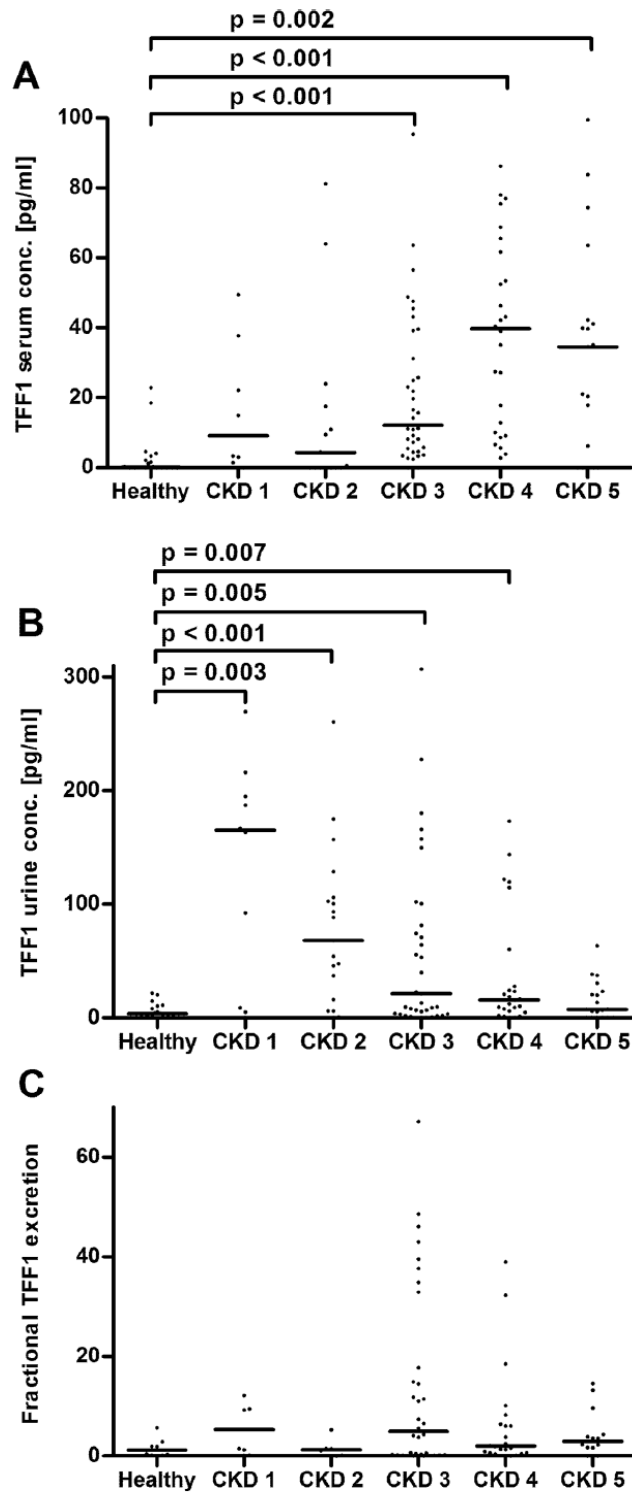 p = 0.002
p < 0.001
A
p < 0.001
100
80
60
40
20
0
TFF1 serum conc. [pg/ml]
Healthy CKD 1 CKD 2 CKD 3 CKD 4 CKD 5
p = 0.007
p = 0.005
B
p < 0.001
p = 0.003
300
200
100
0
TFF1 urine conc. [pg/ml]
Healthy CKD 1 CKD 2 CKD 3 CKD 4 CKD 5
C
60
40
20
0
Fractional TFF1 excretion
Healthy CKD 1 CKD 2 CKD 3 CKD 4 CKD 5